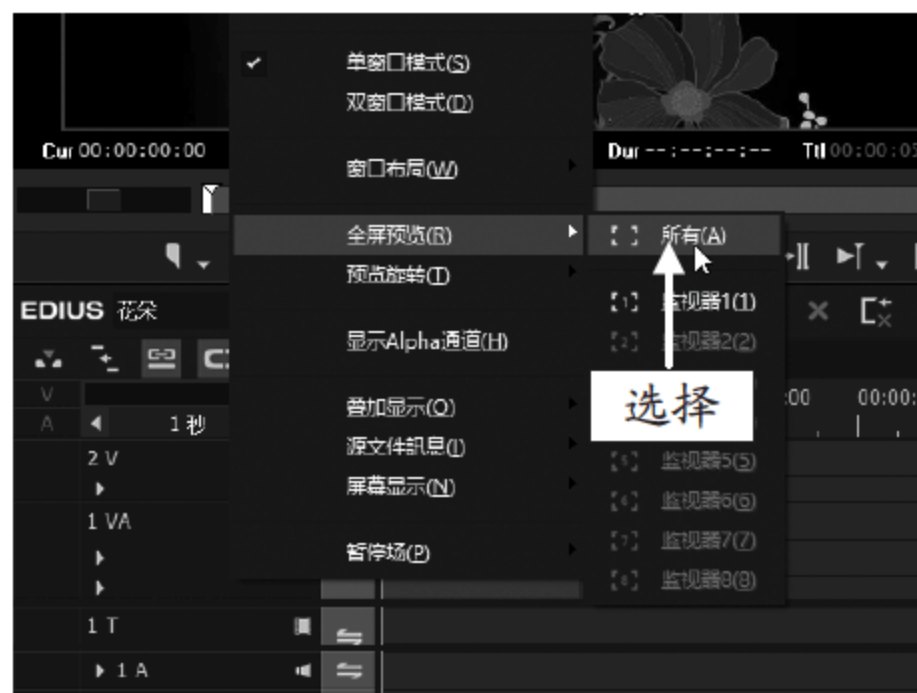 单窗口模式(S)
双窗口模式(D)
Cur 00:00:00:00
Dur --:--:--:-- Ttl 00:00:05
窗口布局(W)
全屏预览(R)
所有(A)
预览旋转(T)
EDIUS 花朵
监视器1(1)
显示Alpha通道(H)
监视器2(2)
选择
V
:00 00:00:
A
1 秒
叠加显示(O)
2 V
源文件訊息(I)
监视器5(5)
屏幕显示(N)
监视器6(6)
1 VA
监视器7(7)
暂停场(P)
监视器8(8)
1 T
1 A